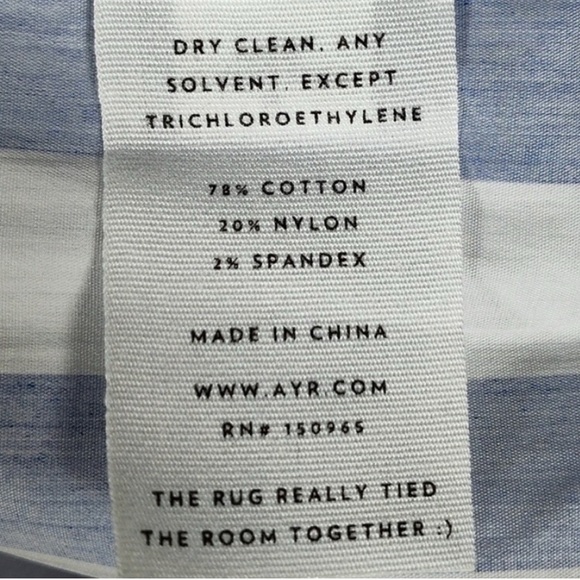 DRY CLEAN. ANY
SOLVENT. EXCEPT
TRICHLOROETHYLENE
78% COTTON
20% NYLON
2% SPANDEX
MADE IN CHINA
WWW.AYR.COM
RN# 150965
THE RUG REALLY TIED
THE ROOM TOGETHER :)